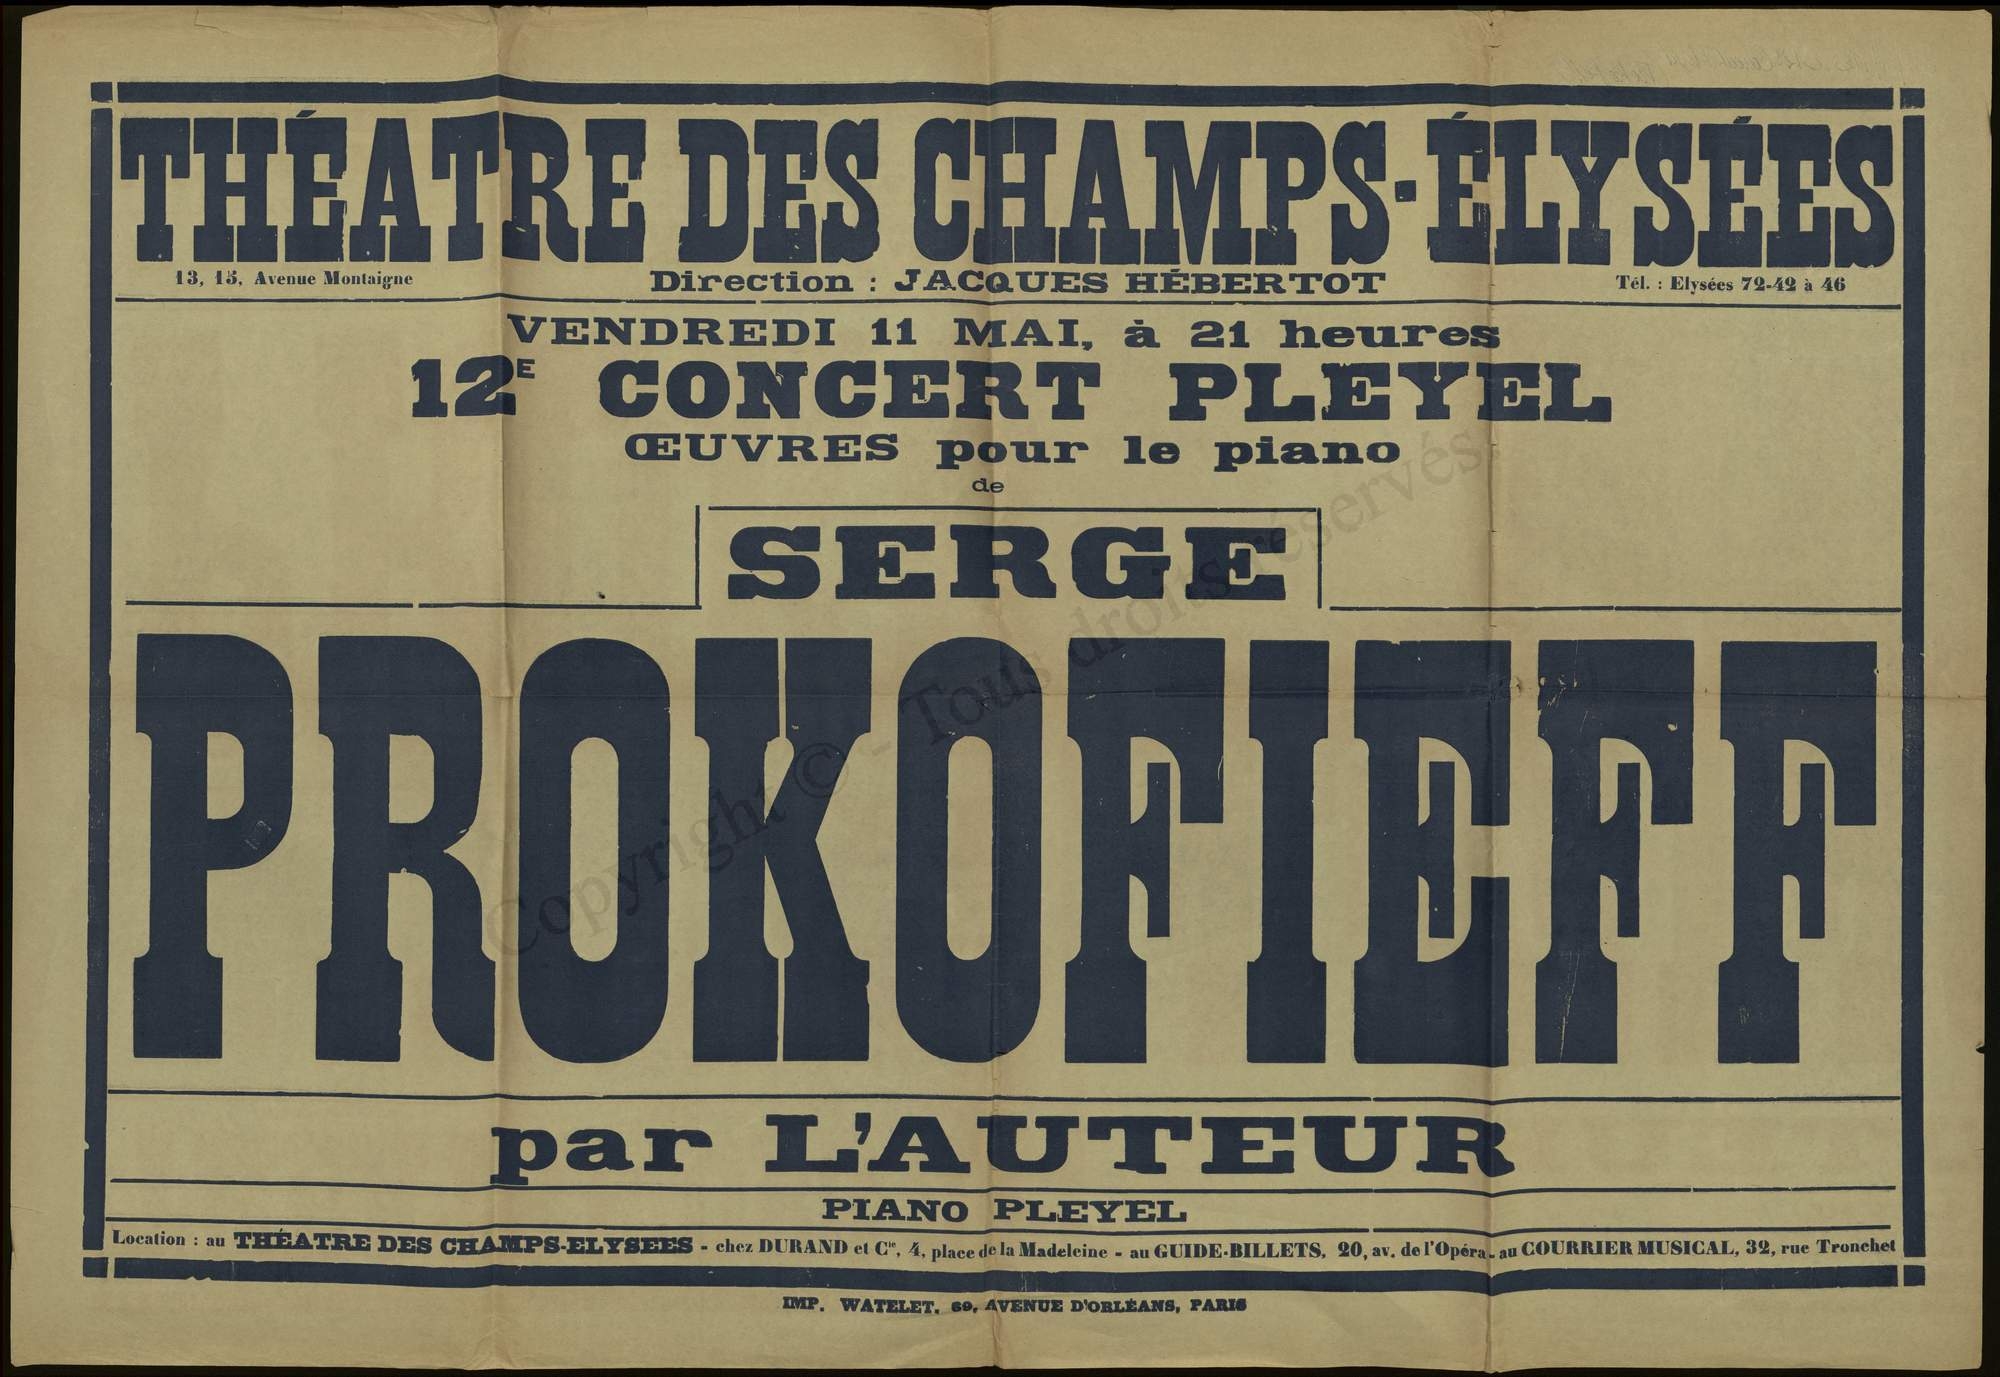 THÉATRE DES CHAMPS-ÉLYSÉES
13, 15, Avenue Montaigne Direction : JACQUES HÉBERTOT Tél. : Elysées 72-42 à 46
VENDREDI 11 MAI, à 21 heures
12E CONCERT PLEYEL
ŒUVRES pour le piano
de
SERGE
PROKOFIEFF
par L'AUTEUR
PIANO PLEYEL
Location : au THÉATRE DES CHAMPS-ELYSEES - chez DURAND et Cie, 4, place de la Madeleine - au GUIDE-BILLETS, 20, av. de l'Opéra - au COURRIER MUSICAL, 32, rue Tronchet
IMP. WATELET, 69, AVENUE D'ORLÉANS, PARIS
Copyright © - Tous droits réservés.